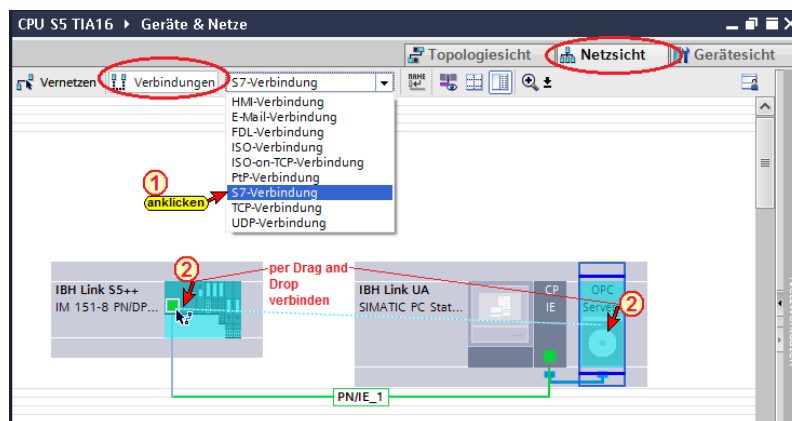 CPU S5 TIA16 ▸ Geräte & Netze
Topologiesicht Netzsicht Gerätesicht
Vernetzen Verbindungen S7-Verbindung
NAME
HMI-Verbindung
E-Mail-Verbindung
FDL-Verbindung
ISO-Verbindung
ISO-on-TCP-Verbindung
PtP-Verbindung
S7-Verbindung
TCP-Verbindung
UDP-Verbindung
1
anklicken
2
per Drag and
Drop
verbinden
IBH Link S5++
IM 151-8 PN/DP...
IBH Link UA
SIMATIC PC Stat...
CP
IE
OPC
Server
2
PN/IE_1